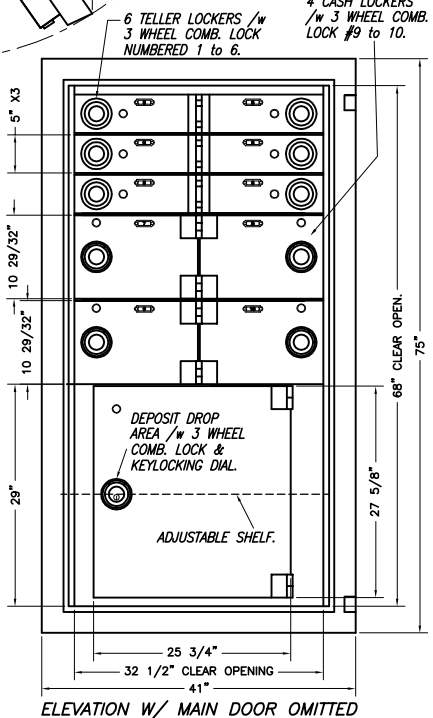 6 TELLER LOCKERS /w
3 WHEEL COMB. LOCK
NUMBERED 1 to 6.
4 CASH LOCKERS
/w 3 WHEEL COMB.
LOCK #9 to 10.
5" X3
10 29/32"
10 29/32"
29"
68" CLEAR OPEN.
75"
DEPOSIT DROP
AREA /w 3 WHEEL
COMB. LOCK &
KEYLOCKING DIAL.
ADJUSTABLE SHELF.
27 5/8"
25 3/4"
32 1/2" CLEAR OPENING
41"
ELEVATION W/ MAIN DOOR OMITTED